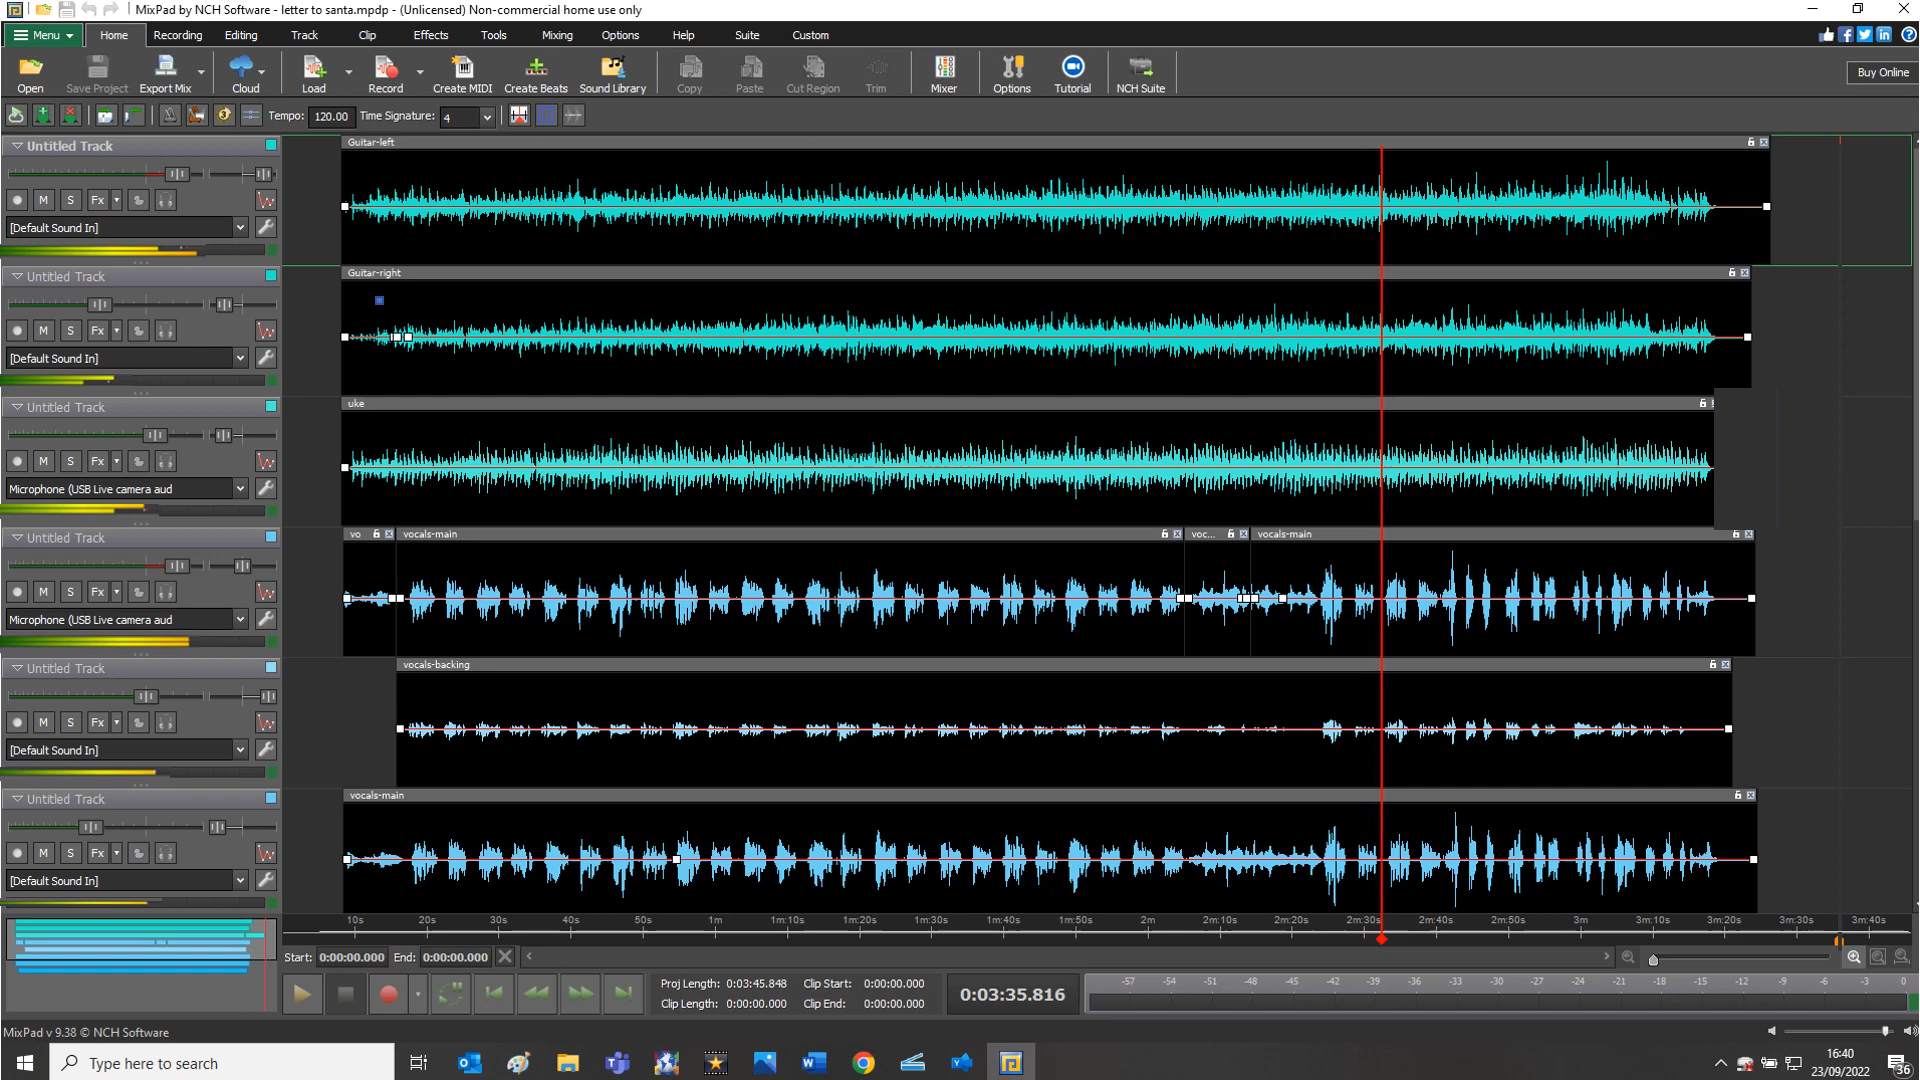 MixPad by NCH Software - letter to santa.mpdp - (Unlicensed) Non-commercial home use only
Menu Home Recording Editing Track Clip Effects Tools Mixing Options Help Suite Custom
Open Save Project Export Mix Cloud Load Record Create MIDI Create Beats Sound Library Copy Paste Cut Region Trim Mixer Options Tutorial NCH Suite Buy Online
Tempo: 120.00 Time Signature: 4
Untitled Track Guitar-left
M S Fx
[Default Sound In]
Untitled Track Guitar-right
M S Fx
[Default Sound In]
Untitled Track uke
M S Fx
Microphone (USB Live camera aud
Untitled Track vo vocals-main voc... vocals-main
M S Fx
Microphone (USB Live camera aud
Untitled Track vocals-backing
M S Fx
[Default Sound In]
Untitled Track vocals-main
M S Fx
[Default Sound In]
10s 20s 30s 40s 50s 1m 1m:10s 1m:20s 1m:30s 1m:40s 1m:50s 2m 2m:10s 2m:20s 2m:30s 2m:40s 2m:50s 3m 3m:10s 3m:20s 3m:30s 3m:40s
Start: 0:00:00.000 End: 0:00:00.000
Proj Length: 0:03:45.848 Clip Start: 0:00:00.000
Clip Length: 0:00:00.000 Clip End: 0:00:00.000
0:03:35.816
-57 -54 -51 -48 -45 -42 -39 -36 -33 -30 -27 -24 -21 -18 -15 -12 -9 -6 -3 0
MixPad v 9.38 © NCH Software
Type here to search
16:40
23/09/2022
36